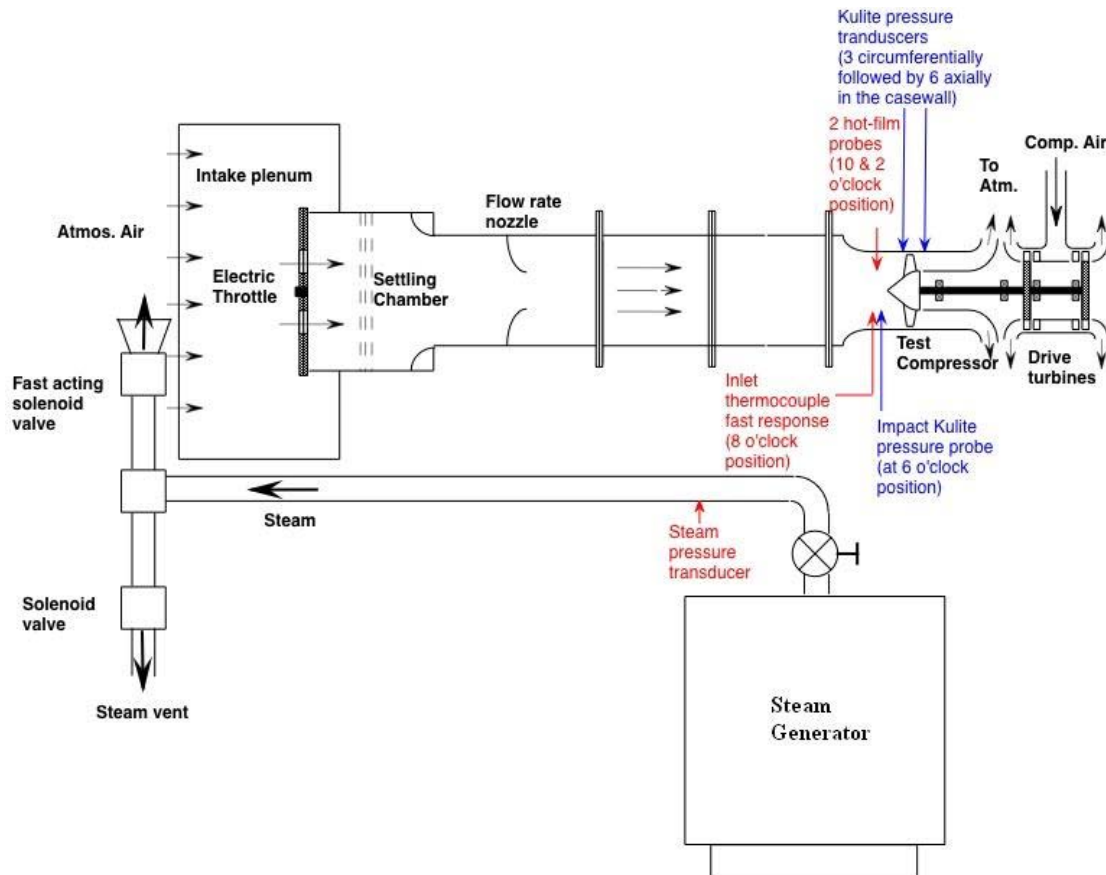 Kulite pressure
tranduscers
(3 circumferentially
followed by 6 axially
in the casewall)
2 hot-film
probes
(10 & 2
o'clock
position)
Comp. Air
To
Atm.
Intake plenum
Flow rate
nozzle
Atmos. Air
Electric
Throttle
Settling
Chamber
Test
Compressor
Drive
turbines
Fast acting
solenoid
valve
Inlet
thermocouple
fast response
(8 o'clock
position)
Impact Kulite
pressure probe
(at 6 o'clock
position)
Steam
Steam
pressure
transducer
Solenoid
valve
Steam vent
Steam
Generator